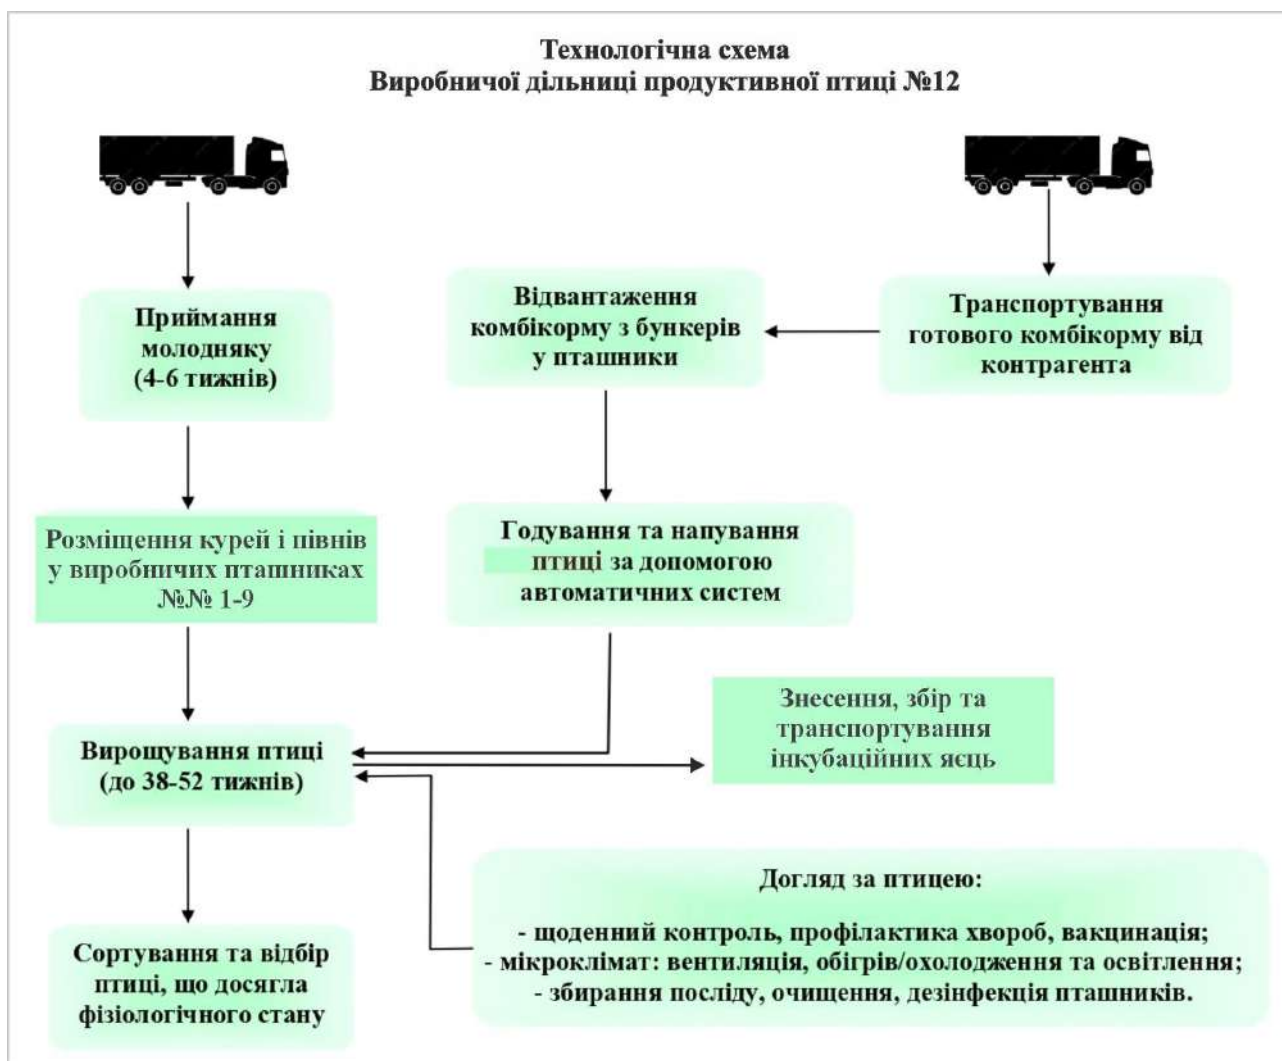 Технологічна схема
Виробничої дільниці продуктивної птиці №12
Приймання
молодняку
(4-6 тижнів)
Відвантаження
комбікорму з бункерів
у пташники
Транспортування
готового комбікорму від
контрагента
Розміщення курей і півнів
у виробничих пташниках
№№ 1-9
Годування та напування
птиці за допомогою
автоматичних систем
Вирощування птиці
(до 38-52 тижнів)
Знесення, збір та
транспортування
інкубаційних яєць
Сортування та відбір
птиці, що досягла
фізіологічного стану
Догляд за птицею:
- щоденний контроль, профілактика хвороб, вакцинація;
- мікроклімат: вентиляція, обігрів/охолодження та освітлення;
- збирання посліду, очищення, дезінфекція пташників.